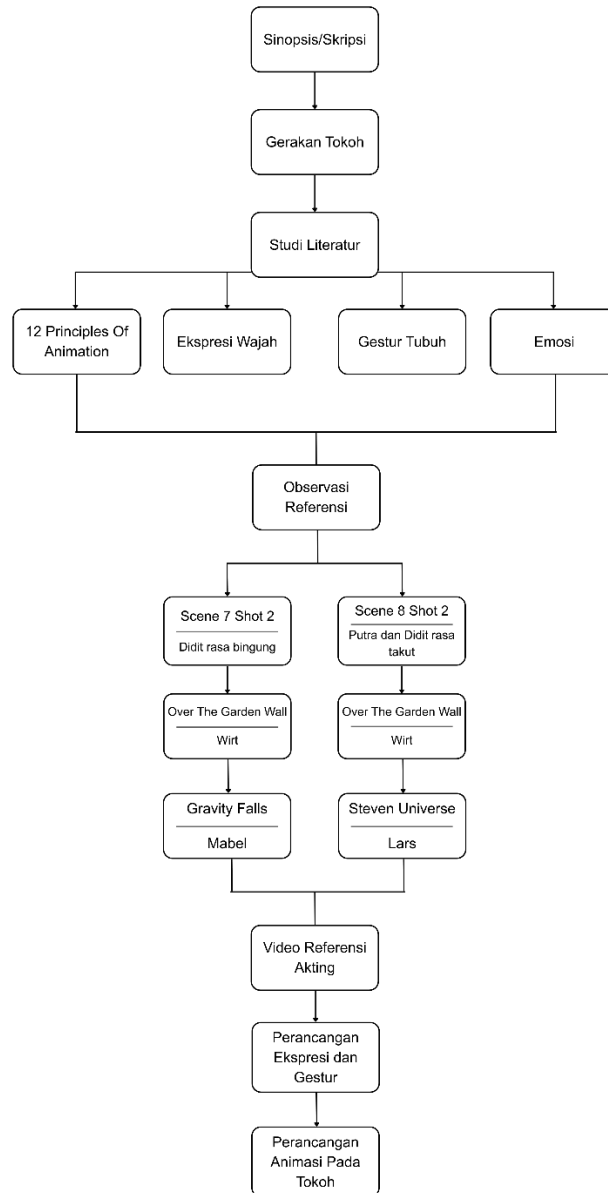 Sinopsis/Skripsi
Gerakan Tokoh
Studi Literatur
12 Principles Of
Animation
Ekspresi Wajah
Gestur Tubuh
Emosi
Observasi
Referensi
Scene 7 Shot 2
Didit rasa bingung
Scene 8 Shot 2
Putra dan Didit rasa
takut
Over The Garden Wall
Wirt
Over The Garden Wall
Wirt
Gravity Falls
Mabel
Steven Universe
Lars
Video Referensi
Akting
Perancangan
Ekspresi dan
Gestur
Perancangan
Animasi Pada
Tokoh